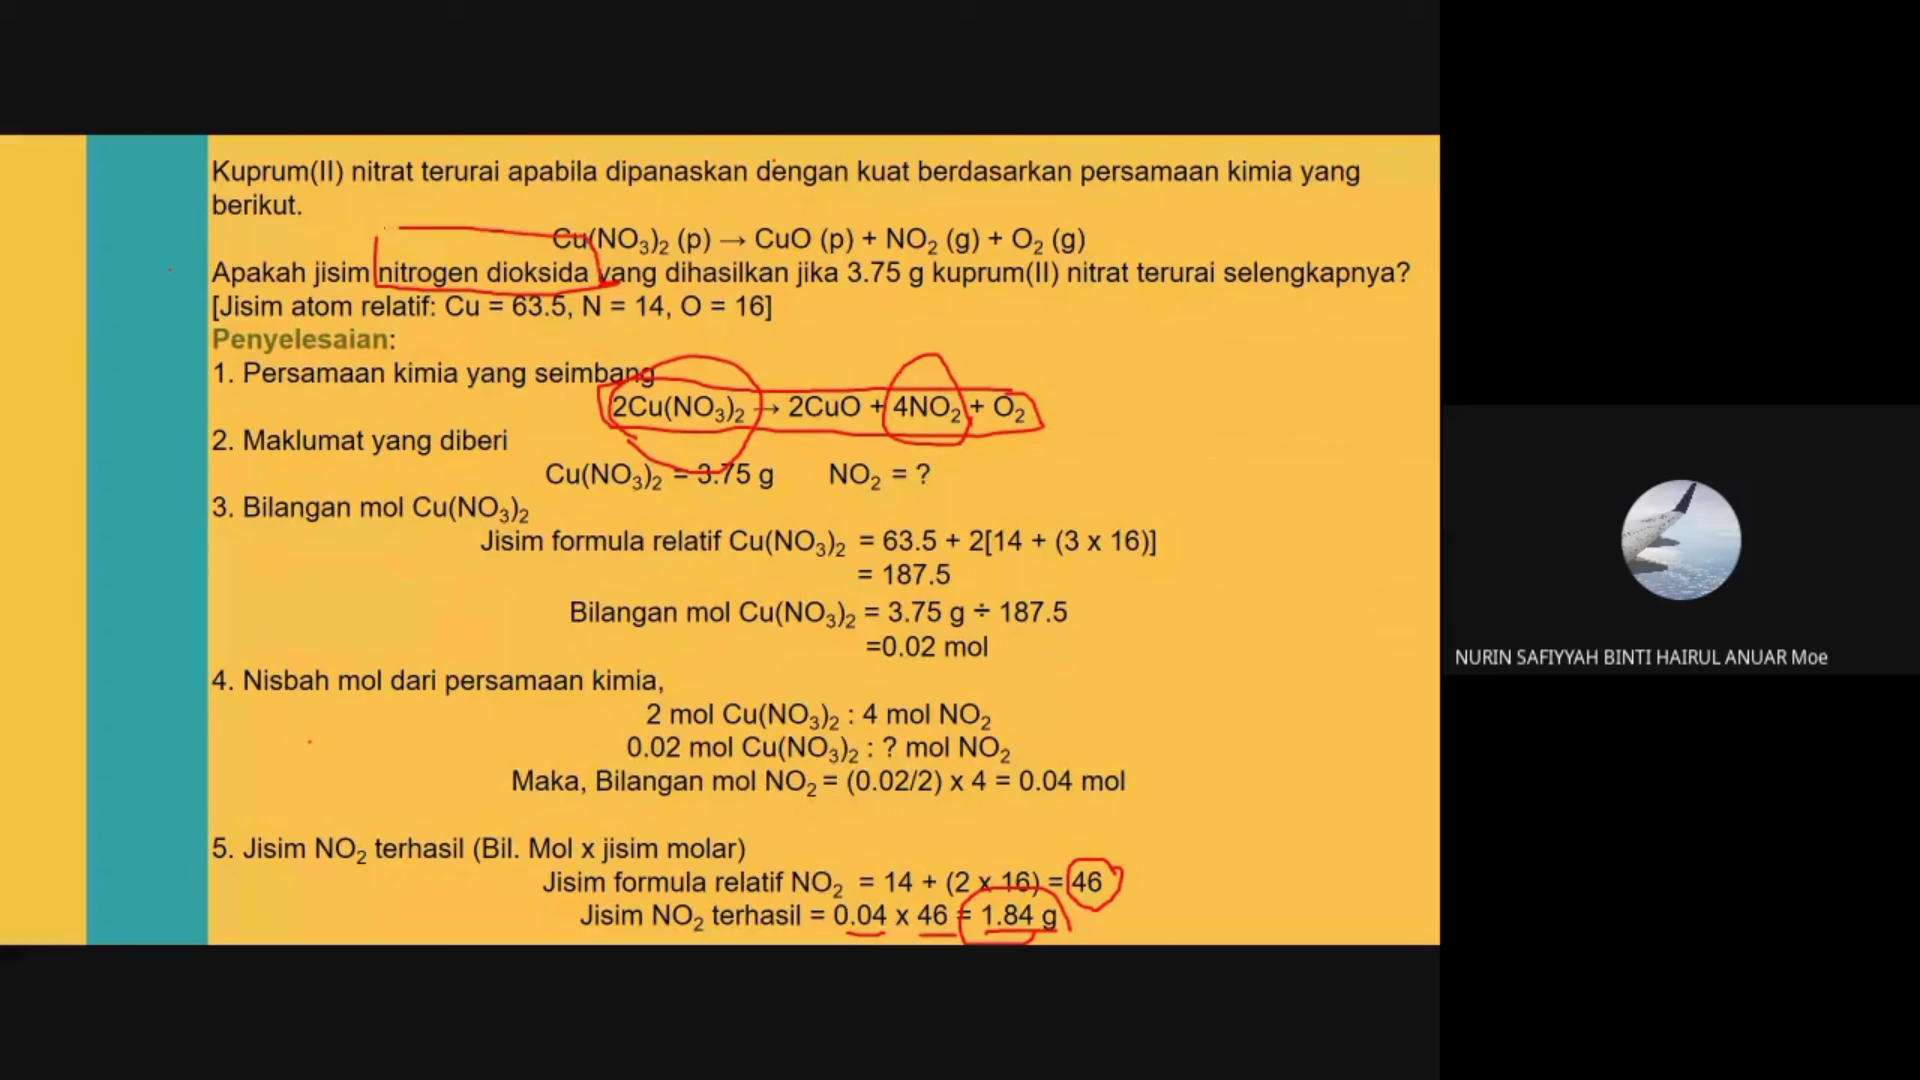 Kuprum(II) nitrat terurai apabila dipanaskan dengan kuat berdasarkan persamaan kimia yang
berikut.
Cu(NO₃)₂ (p) → CuO (p) + NO₂ (g) + O₂ (g)
Apakah jisim nitrogen dioksida yang dihasilkan jika 3.75 g kuprum(II) nitrat terurai selengkapnya?
[Jisim atom relatif: Cu = 63.5, N = 14, O = 16]
Penyelesaian:
1. Persamaan kimia yang seimbang
2Cu(NO₃)₂ → 2CuO + 4NO₂ + O₂
2. Maklumat yang diberi
Cu(NO₃)₂ = 3.75 g NO₂ = ?
3. Bilangan mol Cu(NO₃)₂
Jisim formula relatif Cu(NO₃)₂ = 63.5 + 2[14 + (3 x 16)]
= 187.5
Bilangan mol Cu(NO₃)₂ = 3.75 g ÷ 187.5
=0.02 mol
4. Nisbah mol dari persamaan kimia,
2 mol Cu(NO₃)₂ : 4 mol NO₂
0.02 mol Cu(NO₃)₂ : ? mol NO₂
Maka, Bilangan mol NO₂ = (0.02/2) x 4 = 0.04 mol
5. Jisim NO₂ terhasil (Bil. Mol x jisim molar)
Jisim formula relatif NO₂ = 14 + (2 x 16) = 46
Jisim NO₂ terhasil = 0.04 x 46 = 1.84 g
NURIN SAFIYYAH BINTI HAIRUL ANUAR Moe